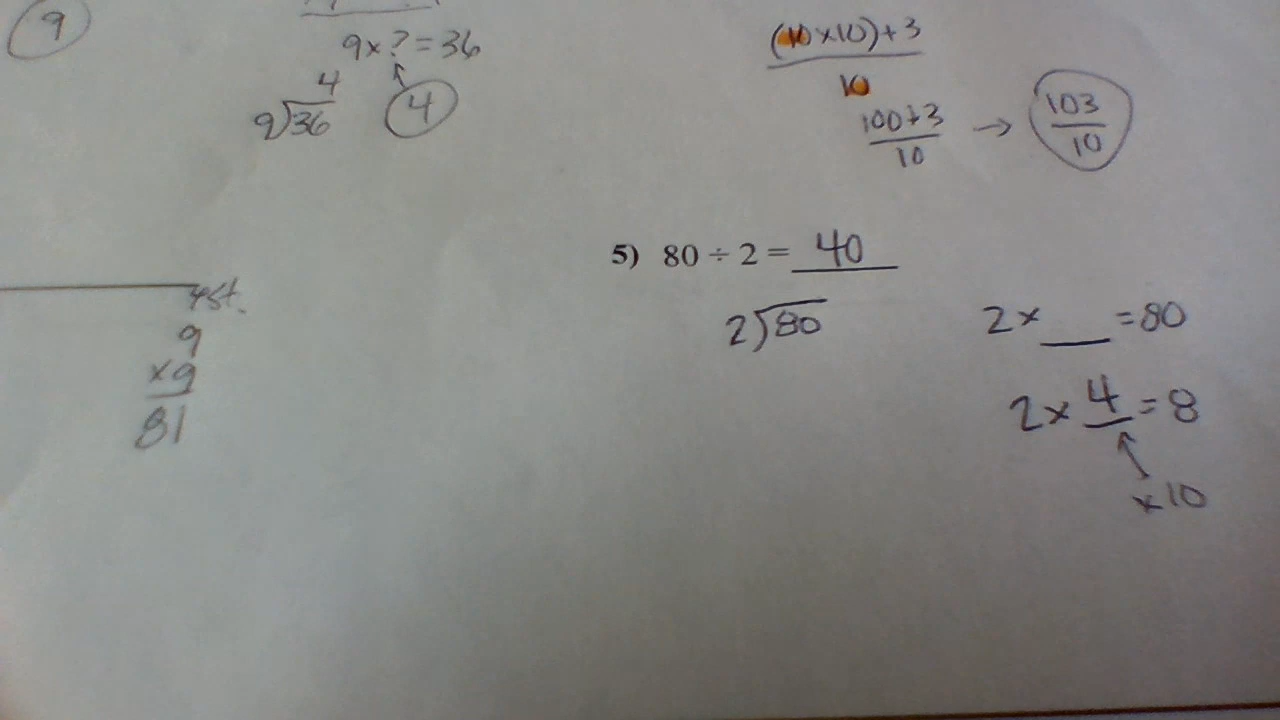 9
9 x ? = 36
4
9)36
4
(10 x 10) + 3
10
100 + 3
10
→
103
10
5) 80 ÷ 2 = 40
2)80
2 x __ = 80
2 x 4 = 8
x 10
9
x 9
81